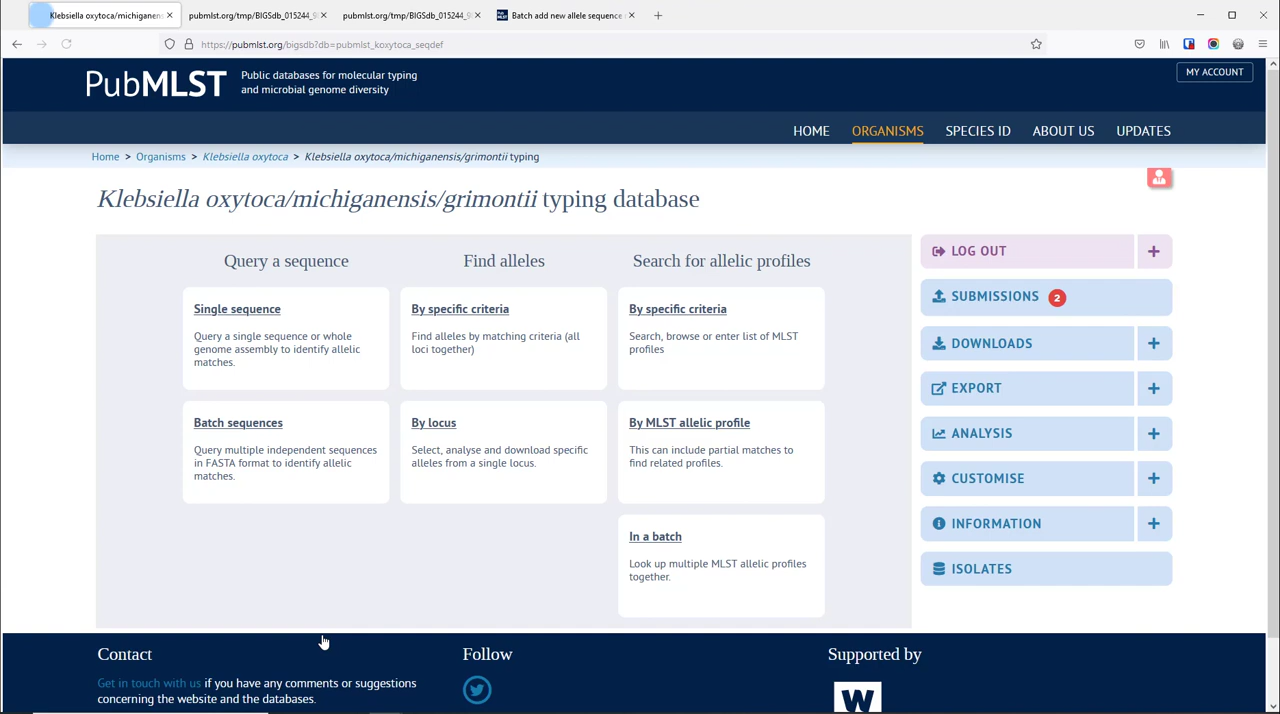 Klebsiella oxytoca/michiganens
pubmlst.org/tmp/BIGSdb_015244_9
pubmlst.org/tmp/BIGSdb_015244_9
Batch add new allele sequence
https://pubmlst.org/bigsdb?db=pubmlst_koxytoca_seqdef
PubMLST
Public databases for molecular typing
and microbial genome diversity
MY ACCOUNT
HOME
ORGANISMS
SPECIES ID
ABOUT US
UPDATES
Home > Organisms > Klebsiella oxytoca > Klebsiella oxytoca/michiganensis/grimontii typing
Klebsiella oxytoca/michiganensis/grimontii typing database
Query a sequence
Single sequence
Query a single sequence or whole
genome assembly to identify allelic
matches.
Batch sequences
Query multiple independent sequences
in FASTA format to identify allelic
matches.
Find alleles
By specific criteria
Find alleles by matching criteria (all
loci together)
By locus
Select, analyse and download specific
alleles from a single locus.
Search for allelic profiles
By specific criteria
Search, browse or enter list of MLST
profiles
By MLST allelic profile
This can include partial matches to
find related profiles.
In a batch
Look up multiple MLST allelic profiles
together.
LOG OUT
SUBMISSIONS 2
DOWNLOADS
EXPORT
ANALYSIS
CUSTOMISE
INFORMATION
ISOLATES
Contact
Get in touch with us if you have any comments or suggestions
concerning the website and the databases.
Follow
Supported by
W